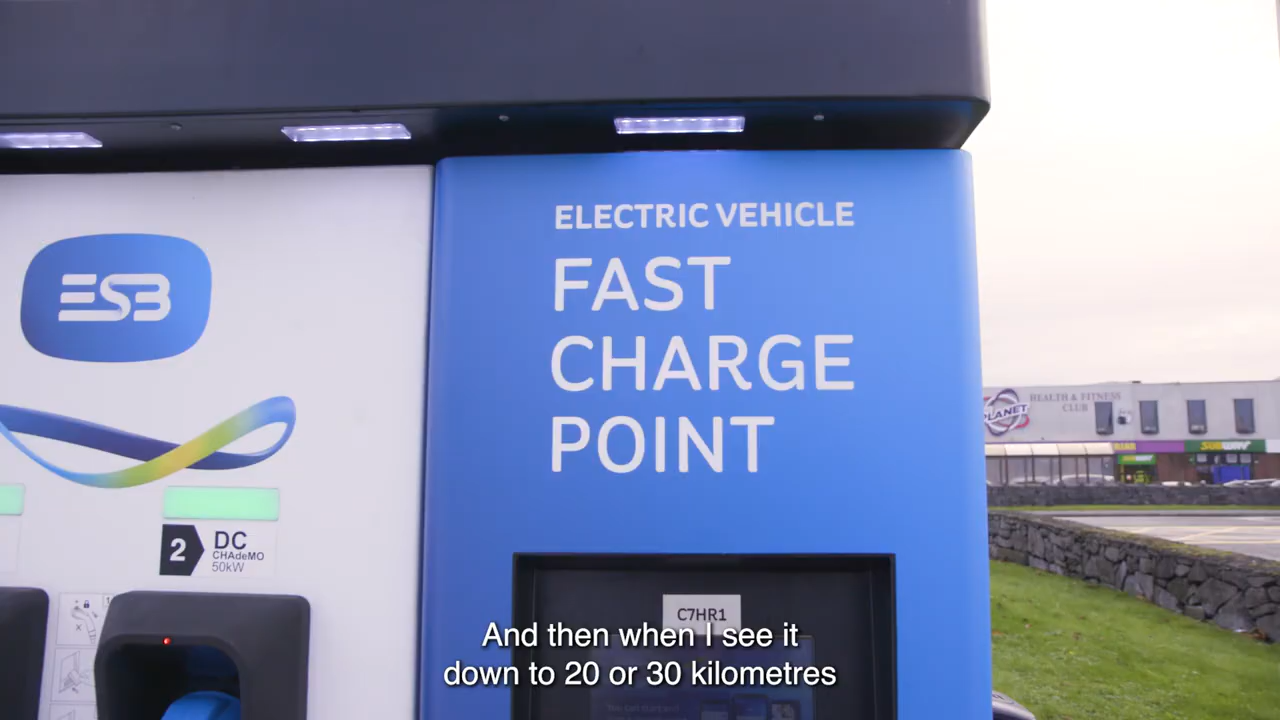 ELECTRIC VEHICLE
FAST
CHARGE
POINT
ESB
2
DC
CHAdeMO
50kW
1
C7HR1
PLANET
HEALTH & FITNESS
CLUB
SUBWAY
And then when I see it
down to 20 or 30 kilometres